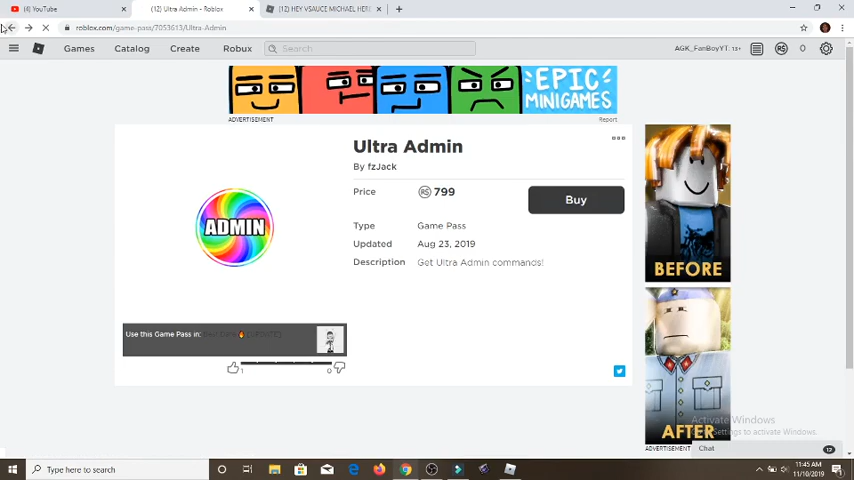 (4) YouTube
(12) Ultra Admin - Roblox
(12) HEY VSAUCE MICHAEL HER
roblox.com/game-pass/7053613/Ultra-Admin
Games
Catalog
Create
Robux
Search
AGK_FanBoyYT: 13+
0
EPIC
MINIGAMES
ADVERTISEMENT
Report
Ultra Admin
By fzJack
Price
799
Buy
Type
Game Pass
Updated
Aug 23, 2019
Description
Get Ultra Admin commands!
ADMIN
Use this Game Pass in:
1
0
BEFORE
AFTER
ADVERTISEMENT
Activate Windows
Settings to activate Windows.
Chat
12
Type here to search
11:45 AM
11/10/2019